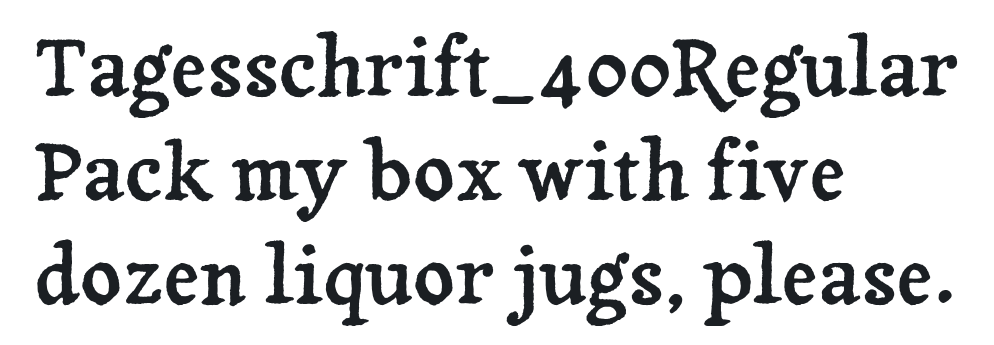 Tagesschrift_400Regular
Pack my box with five
dozen liquor jugs, please.